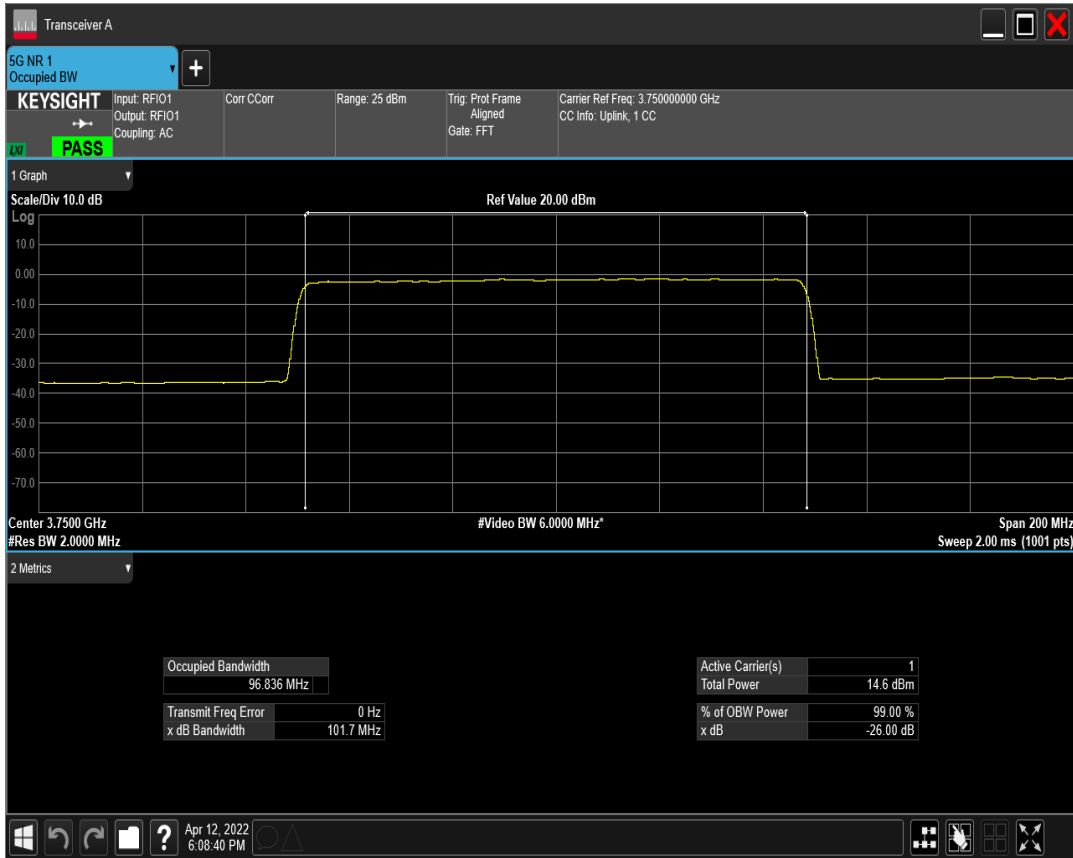 Transceiver A
5G NR 1
Occupied BW
KEYSIGHT
LXI
PASS
Input: RFIO1
Output: RFIO1
Coupling: AC
Corr CCorr
Range: 25 dBm
Trig: Prot Frame
Aligned
Gate: FFT
Carrier Ref Freq: 3.750000000 GHz
CC Info: Uplink, 1 CC
1 Graph
Scale/Div 10.0 dB
Ref Value 20.00 dBm
Log
10.0
0.00
-10.0
-20.0
-30.0
-40.0
-50.0
-60.0
-70.0
Center 3.7500 GHz
#Video BW 6.0000 MHz*
Span 200 MHz
#Res BW 2.0000 MHz
Sweep 2.00 ms (1001 pts)
2 Metrics
Occupied Bandwidth
96.836 MHz
Transmit Freq Error 0 Hz
x dB Bandwidth 101.7 MHz
Active Carrier(s) 1
Total Power 14.6 dBm
% of OBW Power 99.00 %
x dB -26.00 dB
Apr 12, 2022
6:08:40 PM